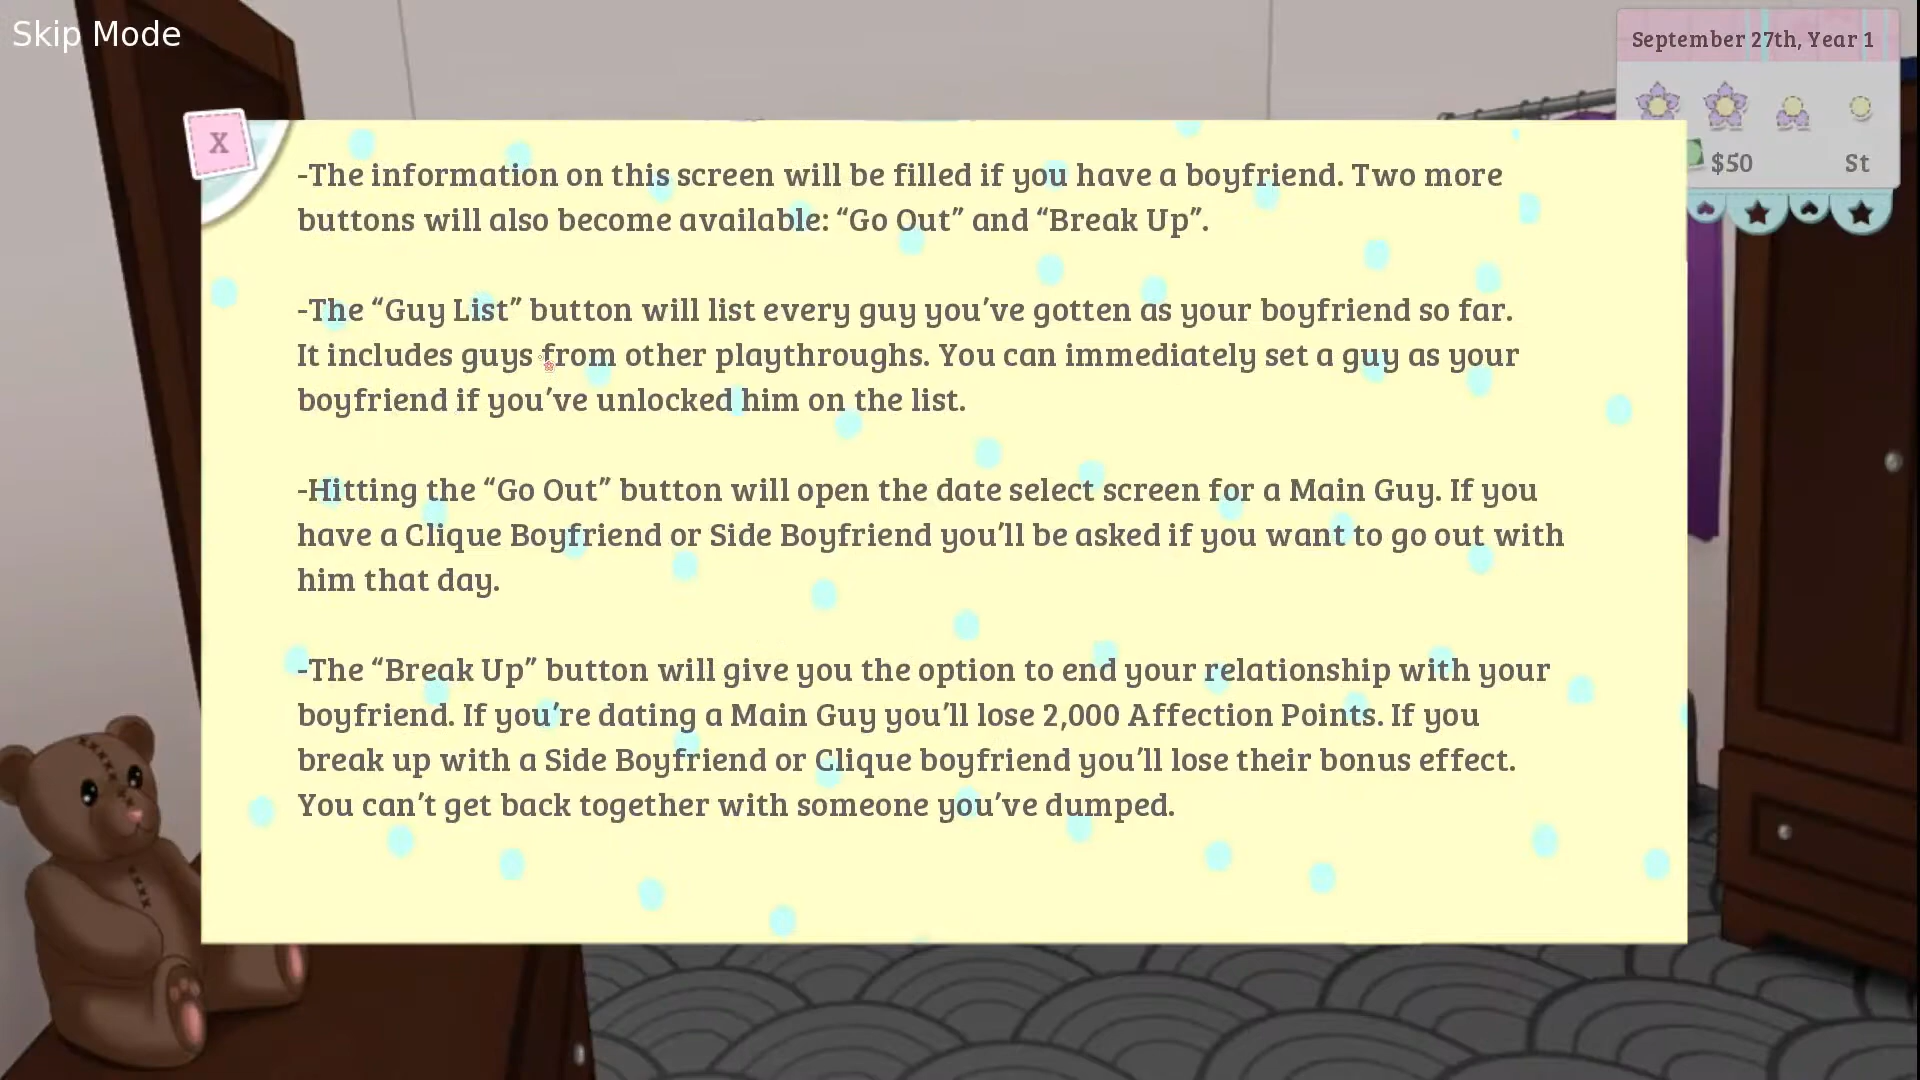 Skip Mode
September 27th, Year 1
$50
St
X
-The information on this screen will be filled if you have a boyfriend. Two more
buttons will also become available: “Go Out” and “Break Up”.
-The “Guy List” button will list every guy you’ve gotten as your boyfriend so far.
It includes guys from other playthroughs. You can immediately set a guy as your
boyfriend if you’ve unlocked him on the list.
-Hitting the “Go Out” button will open the date select screen for a Main Guy. If you
have a Clique Boyfriend or Side Boyfriend you’ll be asked if you want to go out with
him that day.
-The “Break Up” button will give you the option to end your relationship with your
boyfriend. If you’re dating a Main Guy you’ll lose 2,000 Affection Points. If you
break up with a Side Boyfriend or Clique boyfriend you’ll lose their bonus effect.
You can’t get back together with someone you’ve dumped.